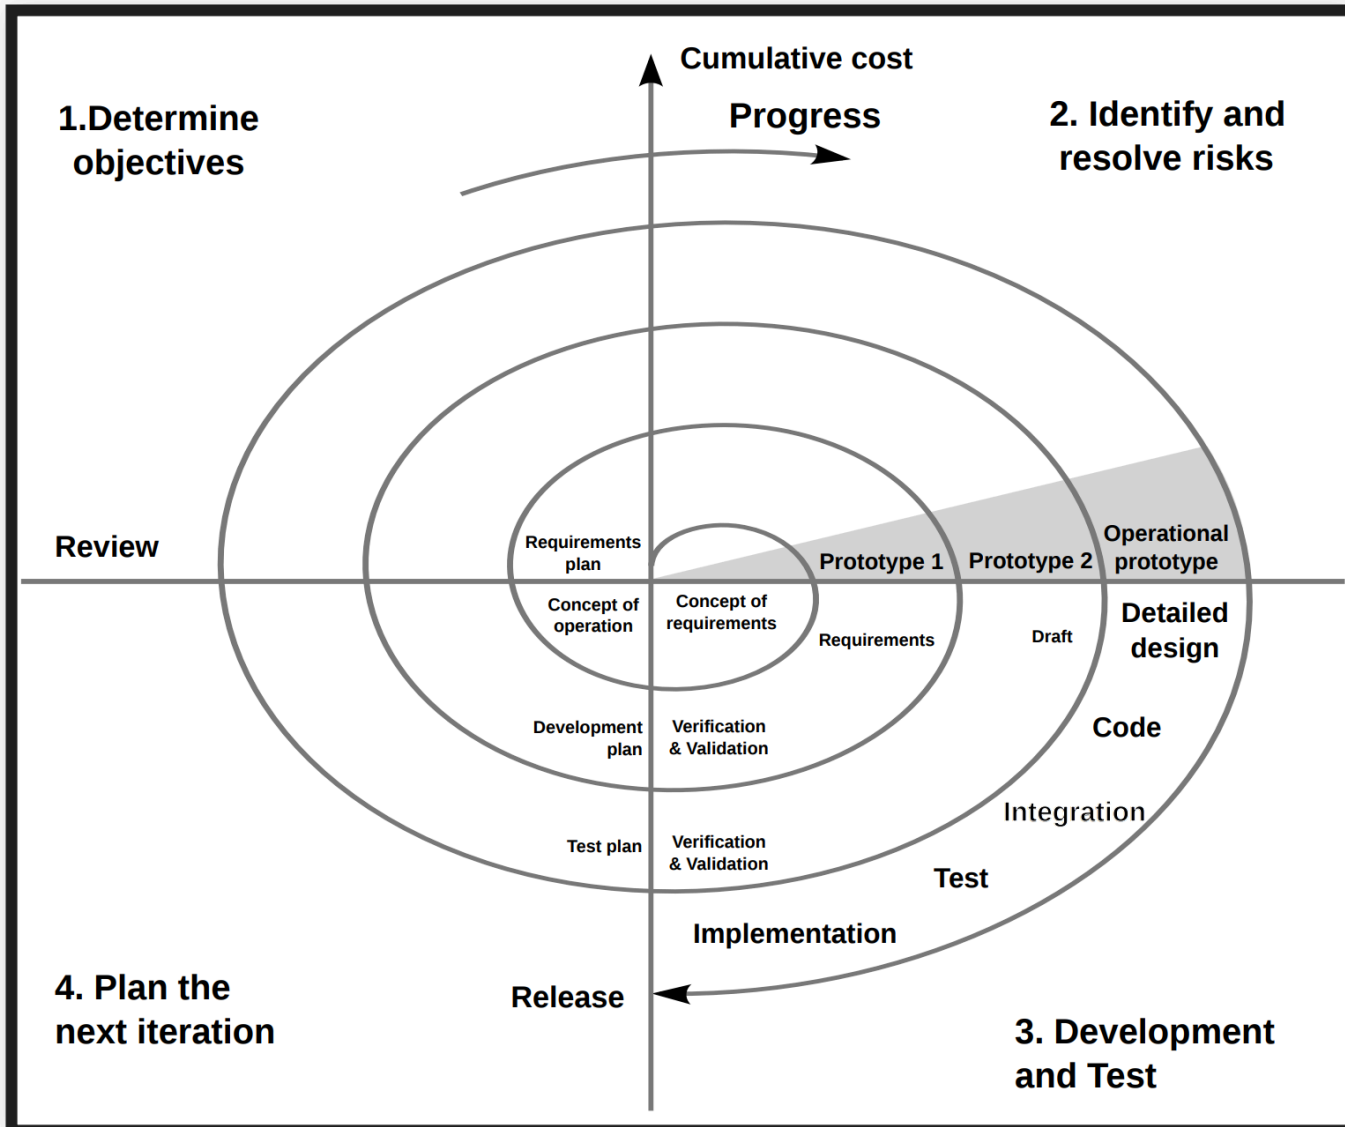 Cumulative cost
Progress
1.Determine
objectives
2. Identify and
resolve risks
Review
Requirements
plan
Prototype 1
Prototype 2
Operational
prototype
Concept of
operation
Concept of
requirements
Requirements
Draft
Detailed
design
Development
plan
Verification
& Validation
Code
Integration
Test plan
Verification
& Validation
Test
Implementation
Release
4. Plan the
next iteration
3. Development
and Test